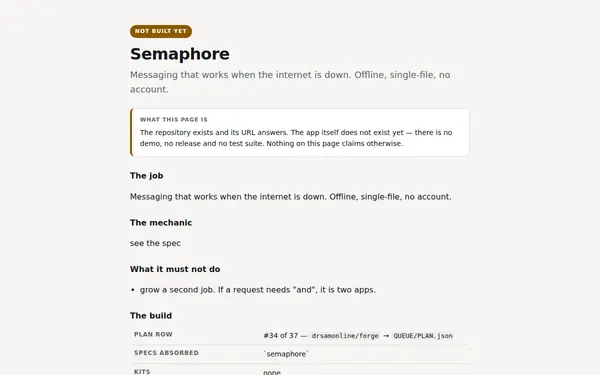 NOT BUILT YET
Semaphore
Messaging that works when the internet is down. Offline, single-file, no
account.
WHAT THIS PAGE IS
The repository exists and its URL answers. The app itself does not exist yet — there is no
demo, no release and no test suite. Nothing on this page claims otherwise.
The job
Messaging that works when the internet is down. Offline, single-file, no account.
The mechanic
see the spec
What it must not do
• grow a second job. If a request needs "and", it is two apps.
The build
PLAN ROW #34 of 37 — drsamonline/forge → QUEUE/PLAN.json
SPECS ABSORBED `semaphore`
KITS none